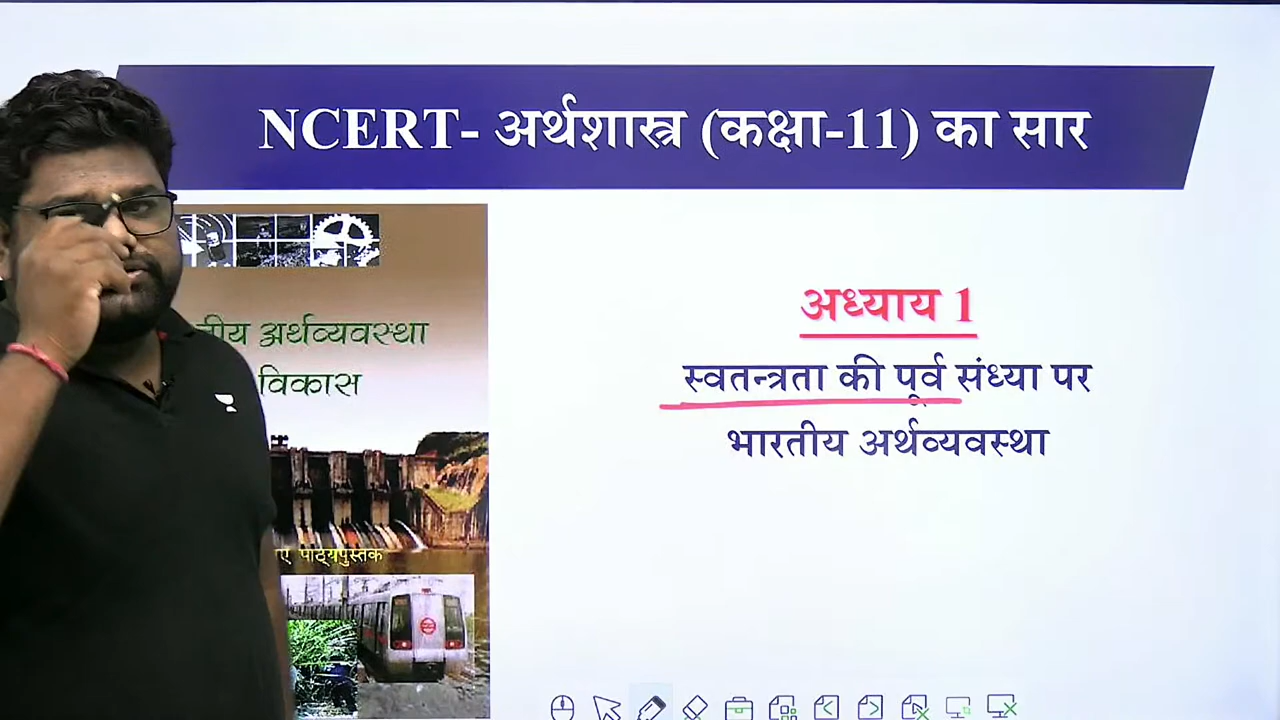 NCERT- अर्थशास्त्र (कक्षा-11) का सार
अर्थव्यवस्था
विकास
पाठ्यपुस्तक
अध्याय 1
स्वतन्त्रता की पूर्व संध्या पर
भारतीय अर्थव्यवस्था